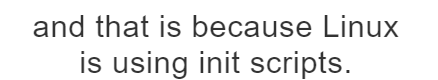 and that is because Linux
is using init scripts.